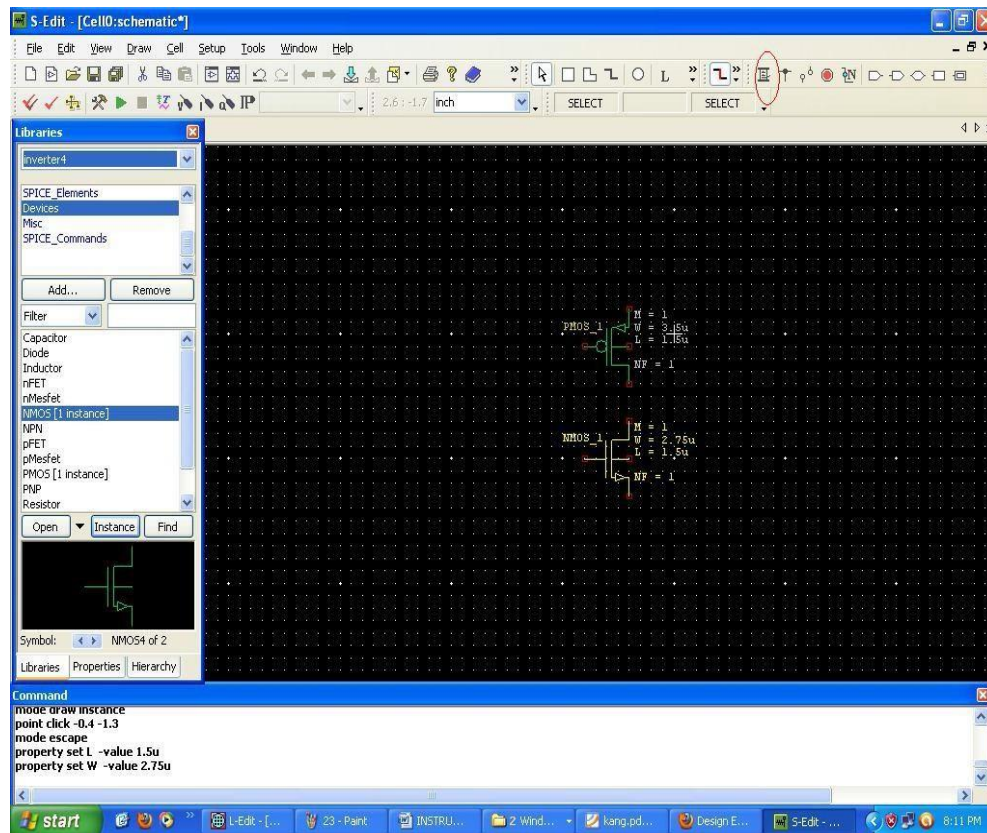 S-Edit - [Cell0:schematic*]
File Edit View Draw Cell Setup Tools Window Help
2.6 : -1.7 inch SELECT SELECT
Libraries
inverter4
SPICE_Elements
Devices
Misc
SPICE_Commands
Add... Remove
Filter
Capacitor
Diode
Inductor
nFET
nMesfet
NMOS [1 instance]
NPN
pFET
pMesfet
PMOS [1 instance]
PNP
Resistor
Open Instance Find
Symbol: NMOS4 of 2
Libraries Properties Hierarchy
PMOS_1
M = 1
W = 3.5u
L = 1.5u
NF = 1
NMOS_1
M = 1
W = 2.75u
L = 1.5u
NF = 1
Command
mode draw instance
point click -0.4 -1.3
mode escape
property set L -value 1.5u
property set W -value 2.75u
start L-Edit - [... 23 - Paint INSTRU... 2 Wind... kang.pd... Design E... S-Edit - ... 8:11 PM